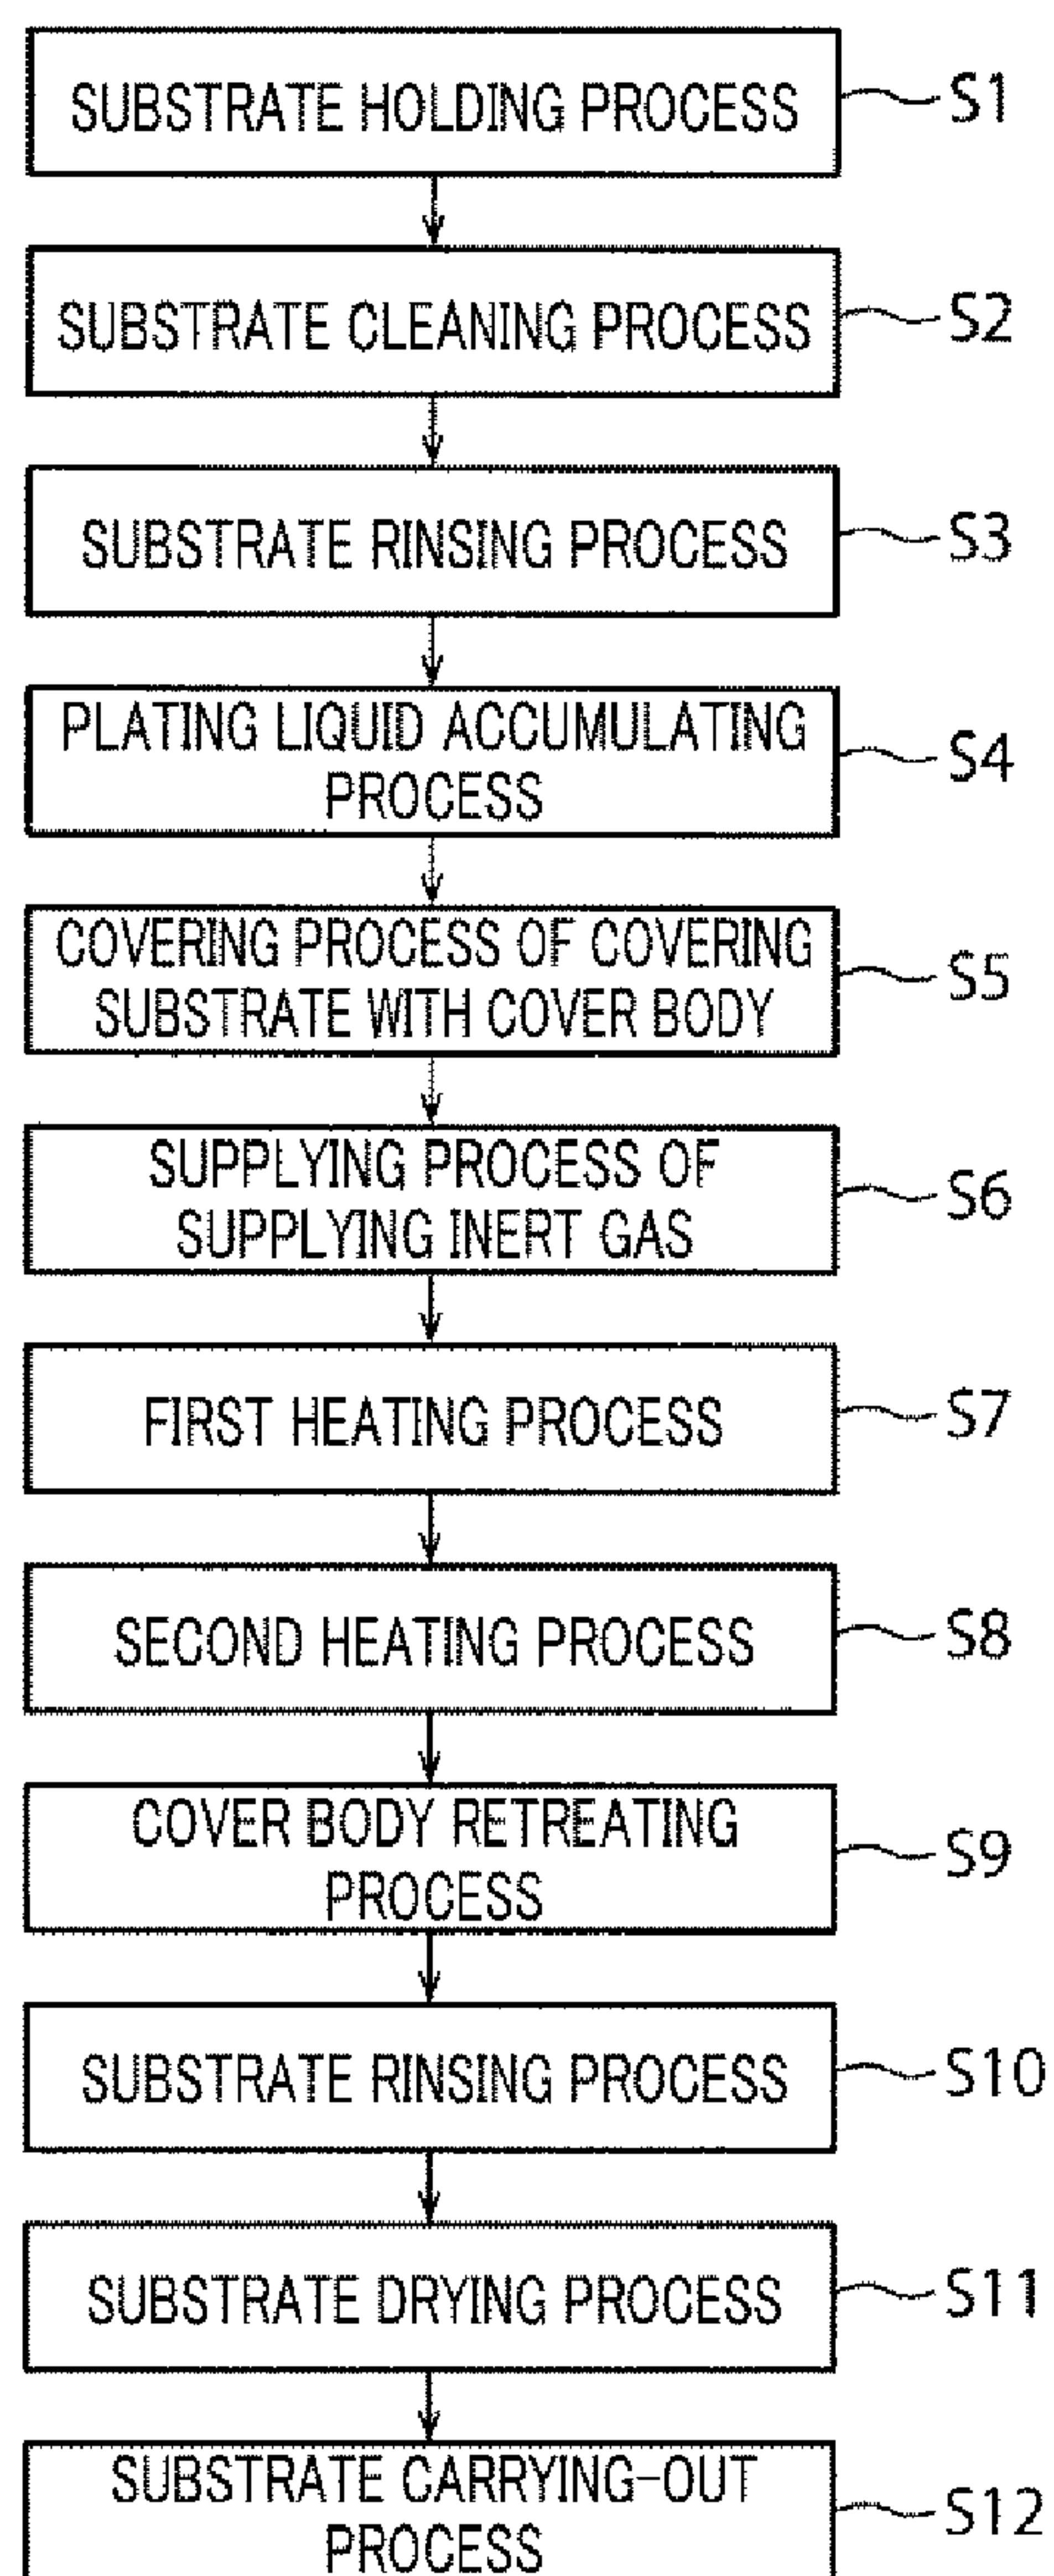 SUBSTRATE HOLDING PROCESS
S1
SUBSTRATE CLEANING PROCESS
S2
SUBSTRATE RINSING PROCESS
S3
PLATING LIQUID ACCUMULATING
PROCESS
S4
COVERING PROCESS OF COVERING
SUBSTRATE WITH COVER BODY
S5
SUPPLYING PROCESS OF
SUPPLYING INERT GAS
S6
FIRST HEATING PROCESS
S7
SECOND HEATING PROCESS
S8
COVER BODY RETREATING
PROCESS
S9
SUBSTRATE RINSING PROCESS
S10
SUBSTRATE DRYING PROCESS
S11
SUBSTRATE CARRYING-OUT
PROCESS
S12